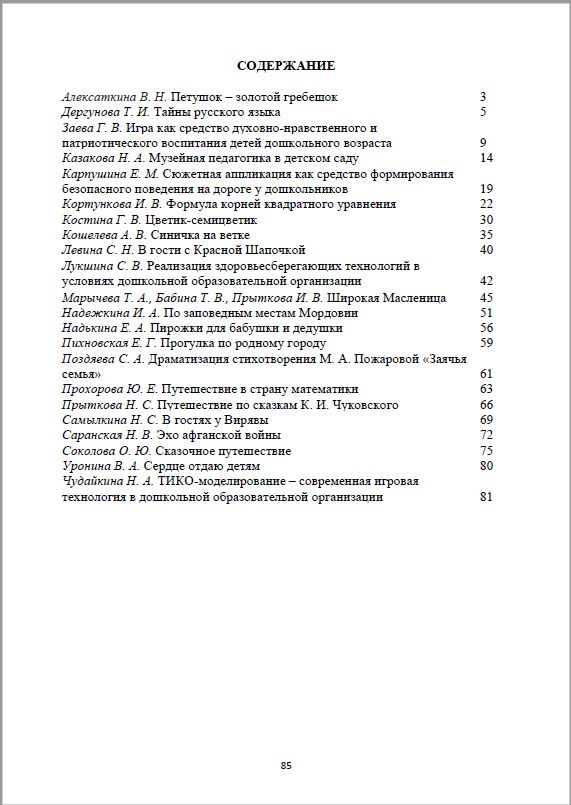 СОДЕРЖАНИЕ
Алексаткина В. Н. Петушок – золотой гребешок 3
Дергунова Т. И. Тайны русского языка 5
Заева Г. В. Игра как средство духовно-нравственного и
патриотического воспитания детей дошкольного возраста 9
Казакова Н. А. Музейная педагогика в детском саду 14
Карпушина Е. М. Сюжетная аппликация как средство формирования
безопасного поведения на дороге у дошкольников 19
Кортункова И. В. Формула корней квадратного уравнения 22
Костина Г. В. Цветик-семицветик 30
Кошелева А. В. Синичка на ветке 35
Левина С. Н. В гости с Красной Шапочкой 40
Лукшина С. В. Реализация здоровьесберегающих технологий в
условиях дошкольной образовательной организации 42
Марычева Т. А., Бабина Т. В., Прыткова И. В. Широкая Масленица 45
Надежкина И. А. По заповедным местам Мордовии 51
Надькина Е. А. Пирожки для бабушки и дедушки 56
Пихновская Е. Г. Прогулка по родному городу 59
Поздяева С. А. Драматизация стихотворения М. А. Пожаровой «Заячья
семья» 61
Прохорова Ю. Е. Путешествие в страну математики 63
Прыткова Н. С. Путешествие по сказкам К. И. Чуковского 66
Самылкина Н. С. В гостях у Вирявы 69
Саранская Н. В. Эхо афганской войны 72
Соколова О. Ю. Сказочное путешествие 75
Уронина В. А. Сердце отдаю детям 80
Чудайкина Н. А. ТИКО-моделирование – современная игровая
технология в дошкольной образовательной организации 81
85